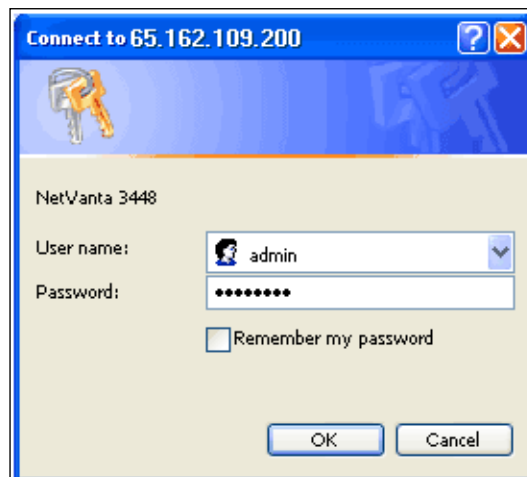 Connect to 65.162.109.200
NetVanta 3448
User name:
admin
Password:
••••••••
Remember my password
OK
Cancel